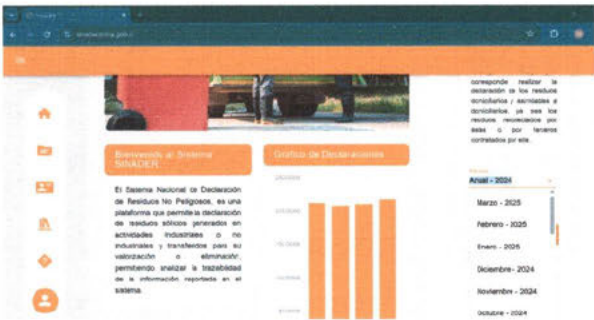 corresponde realizar la
declaración de los residuos
domiciliarios y asimilables a
domiciliarios, ya sea los
residuos recolectados por
éstas o por terceros
contratados por ella.
Bienvenido al Sistema
SINADER
Gráfico de Declaraciones
El Sistema Nacional de Declaración
de Residuos No Peligrosos, es una
plataforma que permite la declaración
de residuos sólidos generados en
actividades industriales o no
industriales y transferidos para su
valorización o eliminación,
permitiendo analizar la trazabilidad
de la información reportada en el
sistema.
Anual - 2024
Marzo - 2025
Febrero - 2025
Enero - 2025
Diciembre - 2024
Noviembre - 2024
Octubre - 2024